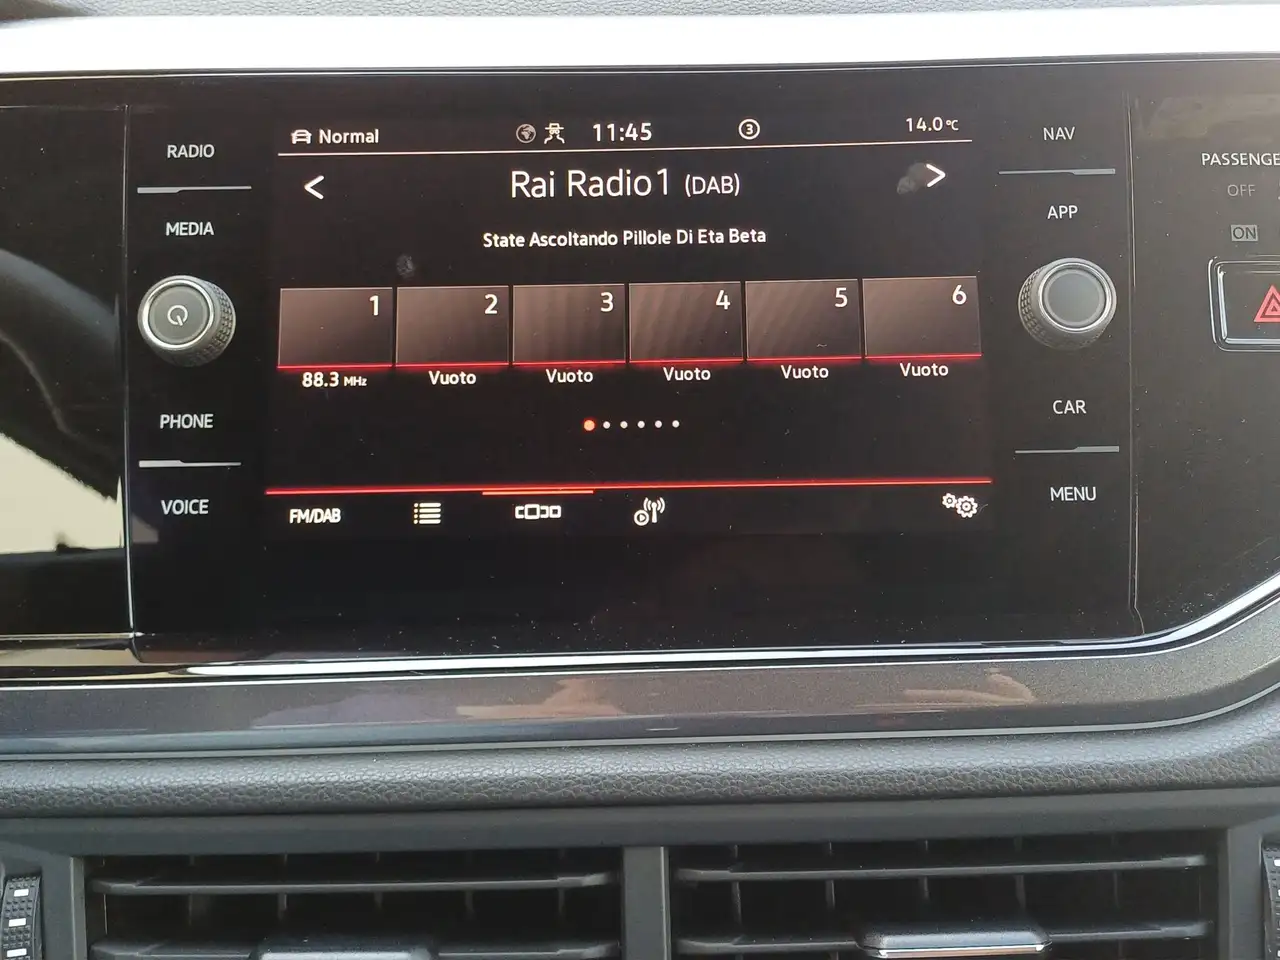 RADIO
MEDIA
PHONE
VOICE
Normal
11:45
3
14.0°C
Rai Radio1 (DAB)
State Ascoltando Pillole Di Eta Beta
1 2 3 4 5 6
88.3 MHz Vuoto Vuoto Vuoto Vuoto Vuoto
FM/DAB
NAV
APP
CAR
MENU
PASSENGE
OFF
ON